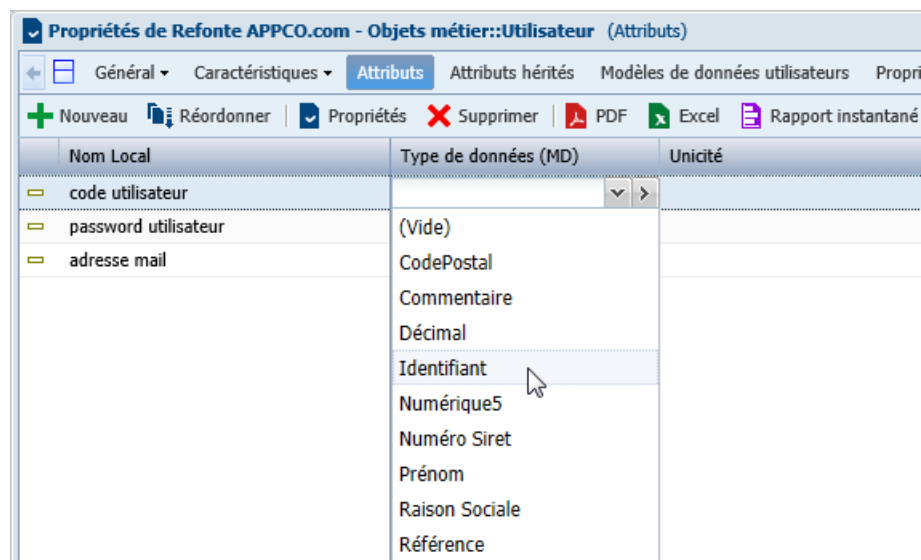 Propriétés de Refonte APPCO.com - Objets métier::Utilisateur (Attributs)
Général Caractéristiques Attributs Attributs hérités Modèles de données utilisateurs Propri
Nouveau Réordonner Propriétés Supprimer PDF Excel Rapport instantané
Nom Local Type de données (MD) Unicité
code utilisateur
password utilisateur (Vide)
adresse mail CodePostal
Commentaire
Décimal
Identifiant
Numérique5
Numéro Siret
Prénom
Raison Sociale
Référence